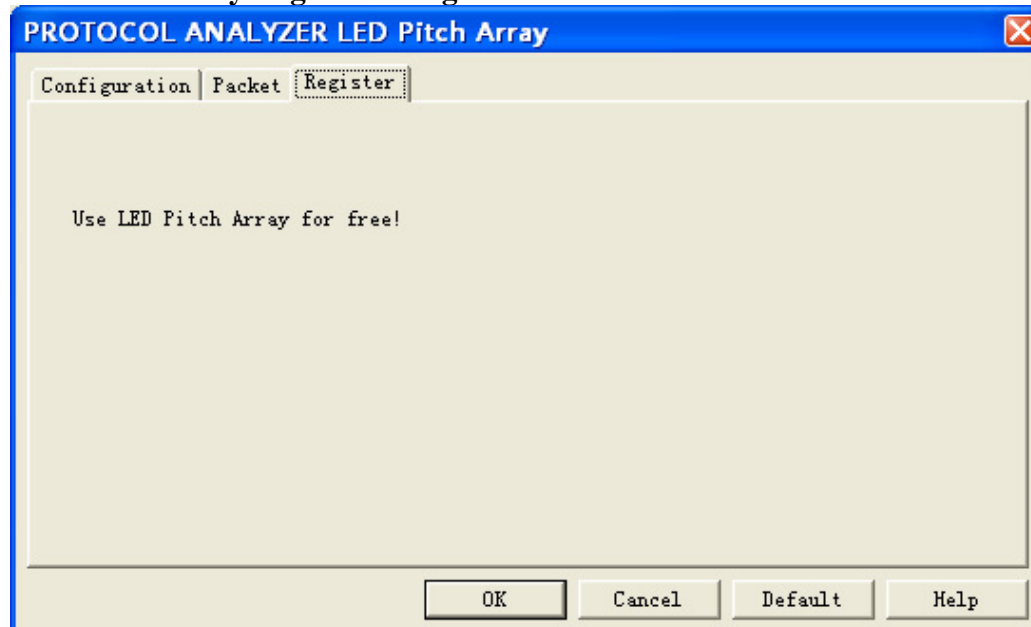 PROTOCOL ANALYZER LED Pitch Array
Configuration Packet Register
Use LED Pitch Array for free!
OK Cancel Default Help